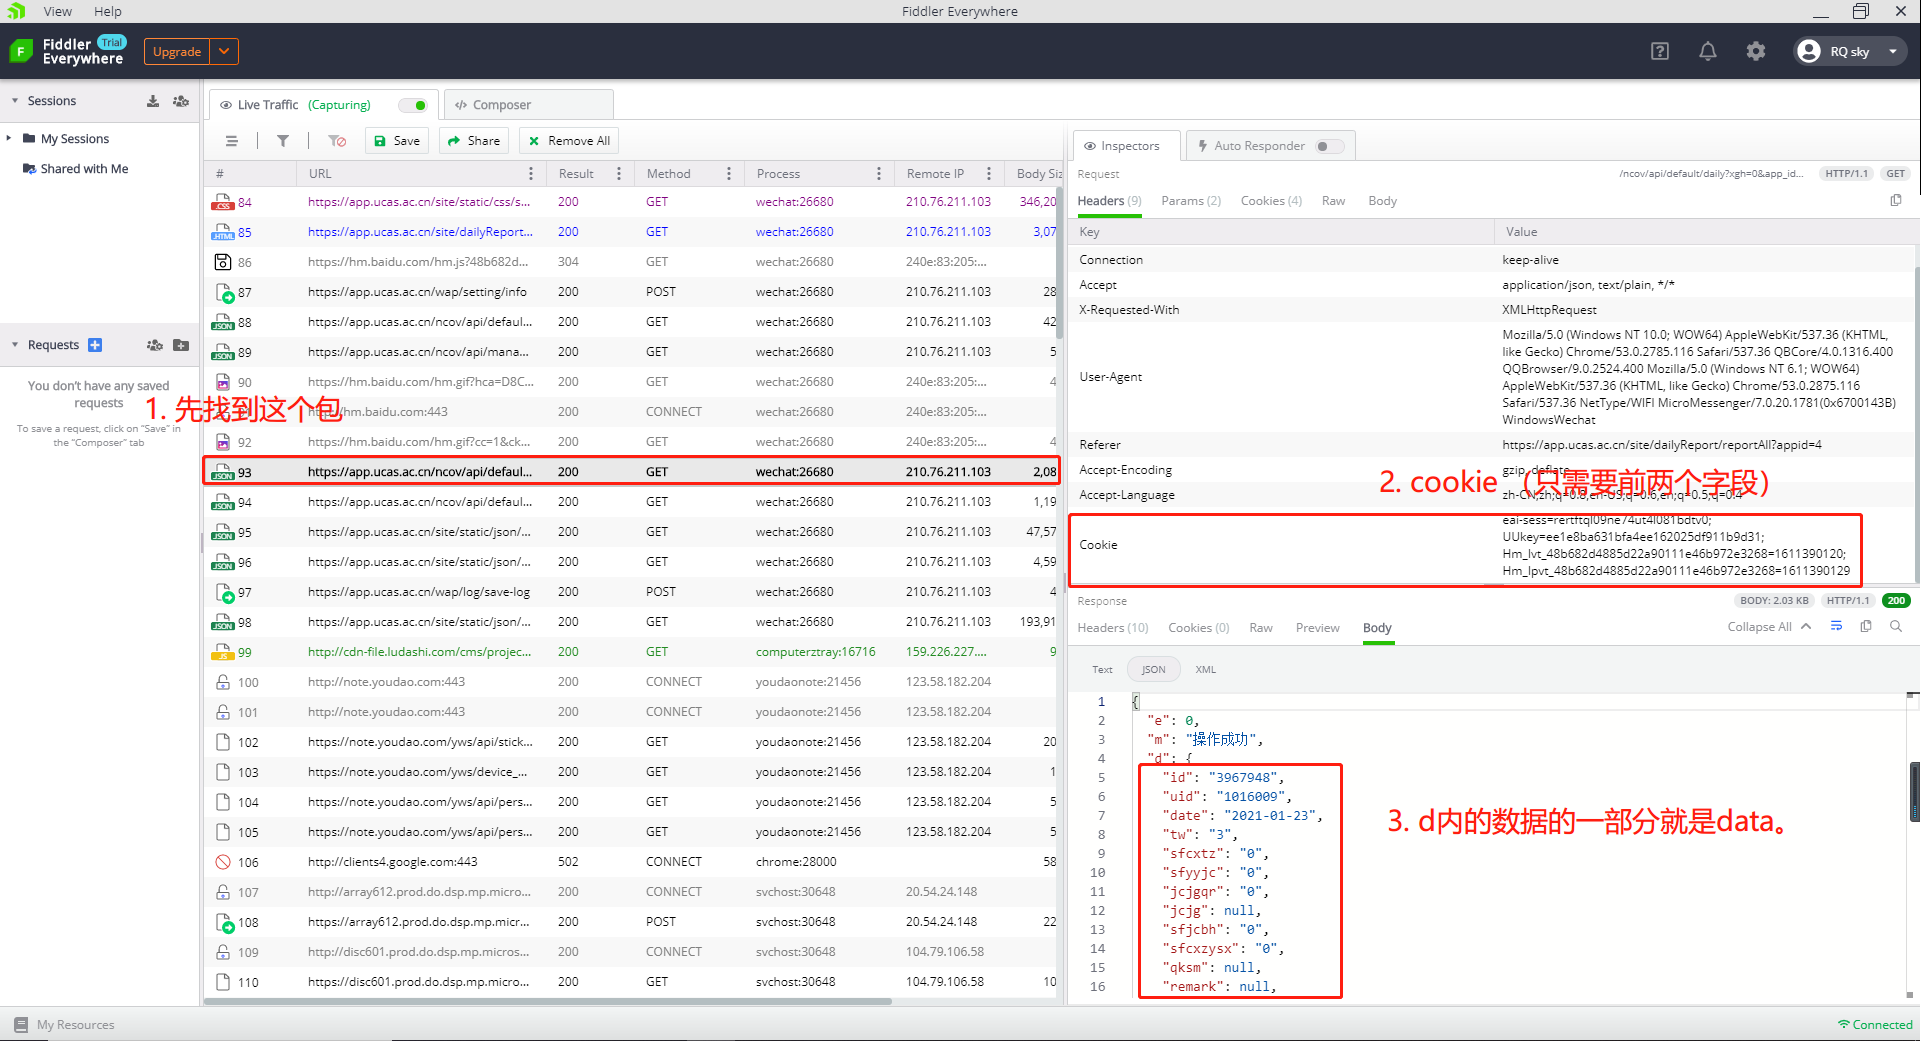 View Help Fiddler Everywhere
Fiddler Everywhere Trial Upgrade RQ sky
Sessions
My Sessions
Shared with Me
Requests
You don't have any saved
requests
To save a request, click on "Save" in
the "Composer" tab
1. 先找到这个包
Live Traffic (Capturing) Composer
Save Share Remove All
# URL Result Method Process Remote IP Body Siz
84 https://app.ucas.ac.cn/site/static/css/s... 200 GET wechat:26680 210.76.211.103 346,20
85 https://app.ucas.ac.cn/site/dailyReport... 200 GET wechat:26680 210.76.211.103 3,07
86 https://hm.baidu.com/hm.js?48b682d... 304 GET wechat:26680 240e:83:205:...
87 https://app.ucas.ac.cn/wap/setting/info 200 POST wechat:26680 210.76.211.103 28
88 https://app.ucas.ac.cn/ncov/api/defaul... 200 GET wechat:26680 210.76.211.103 42
89 https://app.ucas.ac.cn/ncov/api/mana... 200 GET wechat:26680 210.76.211.103 5
90 https://hm.baidu.com/hm.gif?hca=D8C... 200 GET wechat:26680 240e:83:205:... 4
hm.baidu.com:443 200 CONNECT wechat:26680 240e:83:205:...
92 https://hm.baidu.com/hm.gif?cc=1&ck... 200 GET wechat:26680 240e:83:205:... 4
93 https://app.ucas.ac.cn/ncov/api/defaul... 200 GET wechat:26680 210.76.211.103 2,08
94 https://app.ucas.ac.cn/ncov/api/defaul... 200 GET wechat:26680 210.76.211.103 1,19
95 https://app.ucas.ac.cn/site/static/json/... 200 GET wechat:26680 210.76.211.103 47,57
96 https://app.ucas.ac.cn/site/static/json/... 200 GET wechat:26680 210.76.211.103 4,59
97 https://app.ucas.ac.cn/wap/log/save-log 200 POST wechat:26680 210.76.211.103 4
98 https://app.ucas.ac.cn/site/static/json/... 200 GET wechat:26680 210.76.211.103 193,91
99 http://cdn-file.ludashi.com/cms/projec... 200 GET computerztray:16716 159.226.227.... 9
100 http://note.youdao.com:443 200 CONNECT youdaonote:21456 123.58.182.204
101 http://note.youdao.com:443 200 CONNECT youdaonote:21456 123.58.182.204
102 https://note.youdao.com/yws/api/stick... 200 GET youdaonote:21456 123.58.182.204 20
103 https://note.youdao.com/yws/device_... 200 GET youdaonote:21456 123.58.182.204 1
104 https://note.youdao.com/yws/api/pers... 200 GET youdaonote:21456 123.58.182.204 5
105 https://note.youdao.com/yws/api/pers... 200 GET youdaonote:21456 123.58.182.204 5
106 http://clients4.google.com:443 502 CONNECT chrome:28000 58
107 http://array612.prod.do.dsp.mp.micro... 200 CONNECT svchost:30648 20.54.24.148
108 https://array612.prod.do.dsp.mp.micr... 200 POST svchost:30648 20.54.24.148 22
109 http://disc601.prod.do.dsp.mp.micros... 200 CONNECT svchost:30648 104.79.106.58
110 https://disc601.prod.do.dsp.mp.micro... 200 GET svchost:30648 104.79.106.58 10
Inspectors Auto Responder
Request /ncov/api/default/daily?xgh=0&app_id... HTTP/1.1 GET
Headers (9) Params (2) Cookies (4) Raw Body
Key Value
Connection keep-alive
Accept application/json, text/plain, */*
X-Requested-With XMLHttpRequest
User-Agent Mozilla/5.0 (Windows NT 10.0; WOW64) AppleWebKit/537.36 (KHTML,
like Gecko) Chrome/53.0.2785.116 Safari/537.36 QBCore/4.0.1316.400
QQBrowser/9.0.2524.400 Mozilla/5.0 (Windows NT 6.1; WOW64)
AppleWebKit/537.36 (KHTML, like Gecko) Chrome/53.0.2875.116
Safari/537.36 NetType/WIFI MicroMessenger/7.0.20.1781(0x6700143B)
WindowsWechat
Referer https://app.ucas.ac.cn/site/dailyReport/reportAll?appid=4
Accept-Encoding gzip, deflate
2. cookie （只需要前两个字段）
Accept-Language zh-CN,zh;q=0.8,en-US;q=0.6,en;q=0.5;q=0.4
Cookie eai-sess=rertftql09ne74ut4l081bdtv0;
UUkey=ee1e8ba631bfa4ee162025df911b9d31;
Hm_lvt_48b682d4885d22a90111e46b972e3268=1611390120;
Hm_lpvt_48b682d4885d22a90111e46b972e3268=1611390129
Response BODY: 2.03 KB HTTP/1.1 200
Headers (10) Cookies (0) Raw Preview Body Collapse All
Text JSON XML
1 {
2 "e": 0,
3 "m": "操作成功",
4 "d": {
5 "id": "3967948",
6 "uid": "1016009",
7 "date": "2021-01-23",
8 "tw": "3",
9 "sfcxtz": "0",
10 "sfyyjc": "0",
11 "jcjgqr": "0",
12 "jcjg": null,
13 "sfjcbh": "0",
14 "sfcxzysx": "0",
15 "qksm": null,
16 "remark": null,
3. d内的数据的一部分就是data。
My Resources Connected